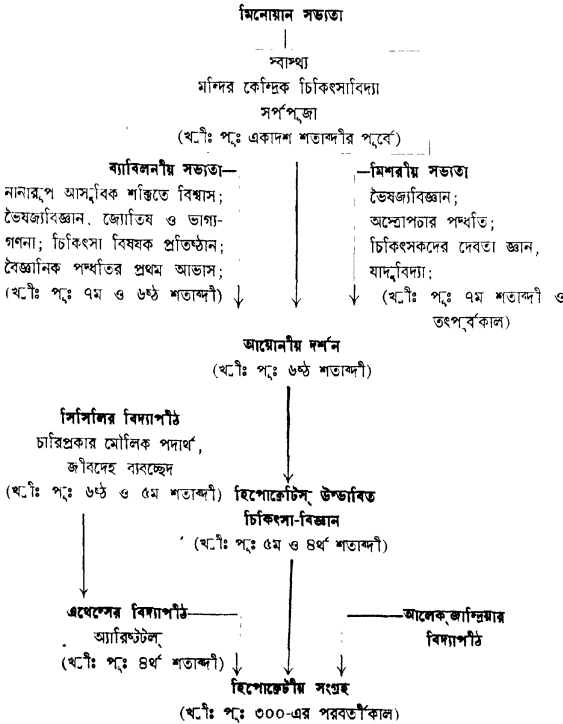 মিনোয়ান সভ্যতা
স্বাস্থ্য
মন্দির কেন্দ্রিক চিকিৎসাবিদ্যা
সর্পপূজা
(খ্রীঃ পূঃ একাদশ শতাব্দীর পূর্বে)
ব্যাবিলনীয় সভ্যতা—
নানারূপ আসুরিক শক্তিতে বিশ্বাস;
ভৈষজ্যবিজ্ঞান, জ্যোতিষ ও ভাগ্য-
গণনা; চিকিৎসা বিষয়ক প্রতিষ্ঠান;
বৈজ্ঞানিক পদ্ধতির প্রথম আভাস;
(খ্রীঃ পূঃ ৭ম ও ৬ষ্ঠ শতাব্দী)
—মিশরীয় সভ্যতা
ভৈষজ্যবিজ্ঞান;
অস্ত্রোপচার পদ্ধতি;
চিকিৎসকদের দেবতা জ্ঞান,
যাদুবিদ্যা;
(খ্রীঃ পূঃ ৭ম শতাব্দী ও
তৎপূর্বকাল)
আয়োনীয় দর্শন
(খ্রীঃ পূঃ ৬ষ্ঠ শতাব্দী)
সিসিলির বিদ্যাপীঠ
চারিপ্রকার মৌলিক পদার্থ,
জীবদেহ ব্যবচ্ছেদ
(খ্রীঃ পূঃ ৬ষ্ঠ ও ৫ম শতাব্দী)
হিপোক্রেটিস্ উদ্ভাবিত
চিকিৎসা-বিজ্ঞান
(খ্রীঃ পূঃ ৫ম ও ৪র্থ শতাব্দী)
এথেন্সের বিদ্যাপীঠ
অ্যারিষ্টটল্
(খ্রীঃ পূঃ ৪র্থ শতাব্দী)
আলেক্‌জান্দ্রিয়ার
বিদ্যাপীঠ
হিপোক্রেটীয় সংগ্রহ
(খ্রীঃ পূঃ ৩০০-এর পরবর্তীকাল)